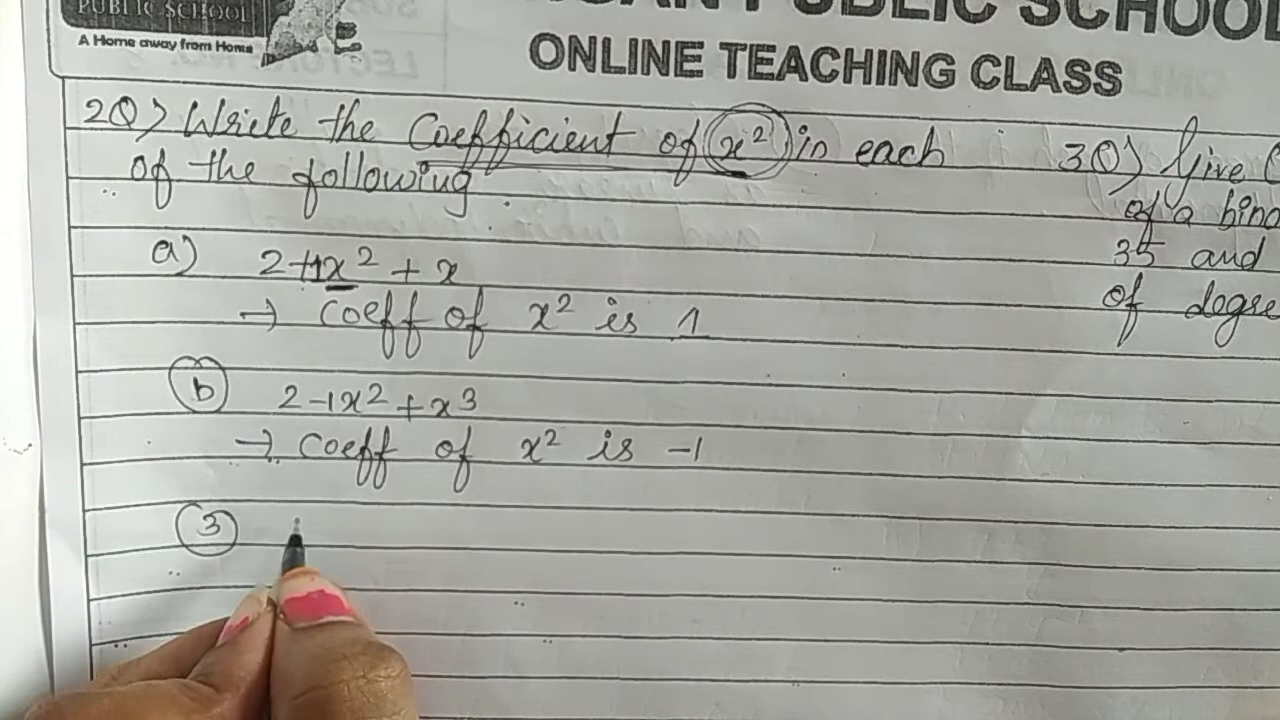 PUBLIC SCHOOL
A Home away from Home
PUBLIC SCHOOL
ONLINE TEACHING CLASS
2Q> Write the Coefficient of x² in each
of the following.
a) 2+1x² + x
→ Coeff of x² is 1
b 2-1x²+x³
→ Coeff of x² is -1
3
3Q> Give
of a
35 and
of